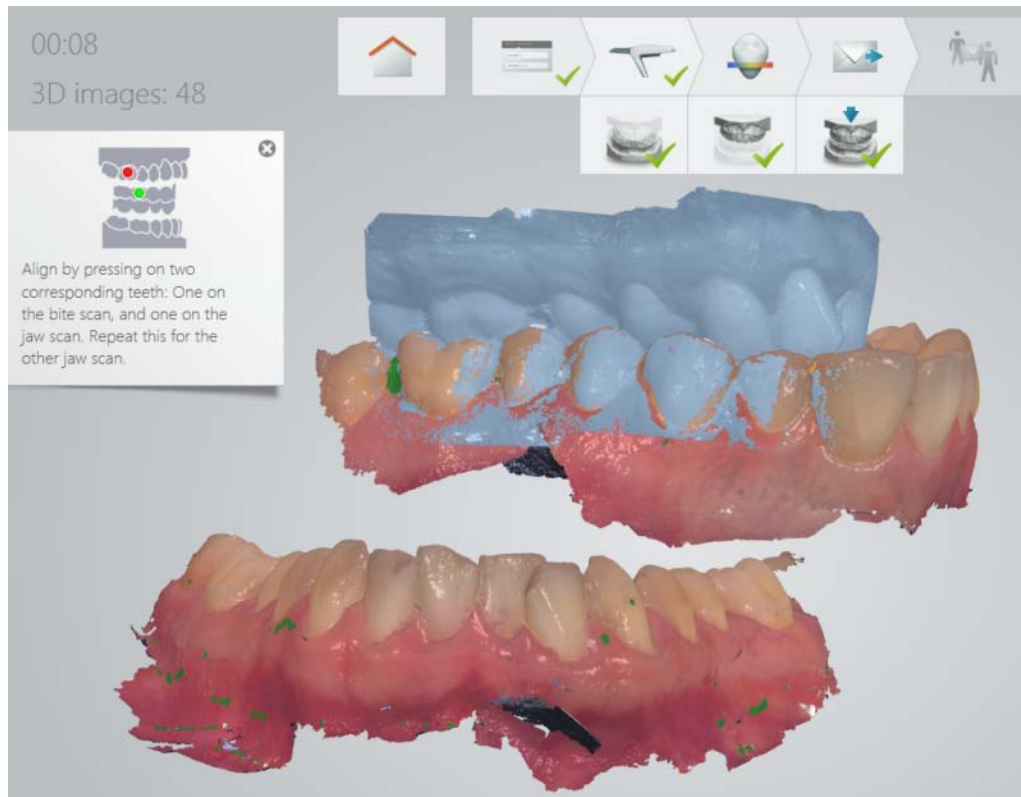 00:08
3D images: 48
Align by pressing on two
corresponding teeth: One on
the bite scan, and one on the
jaw scan. Repeat this for the
other jaw scan.